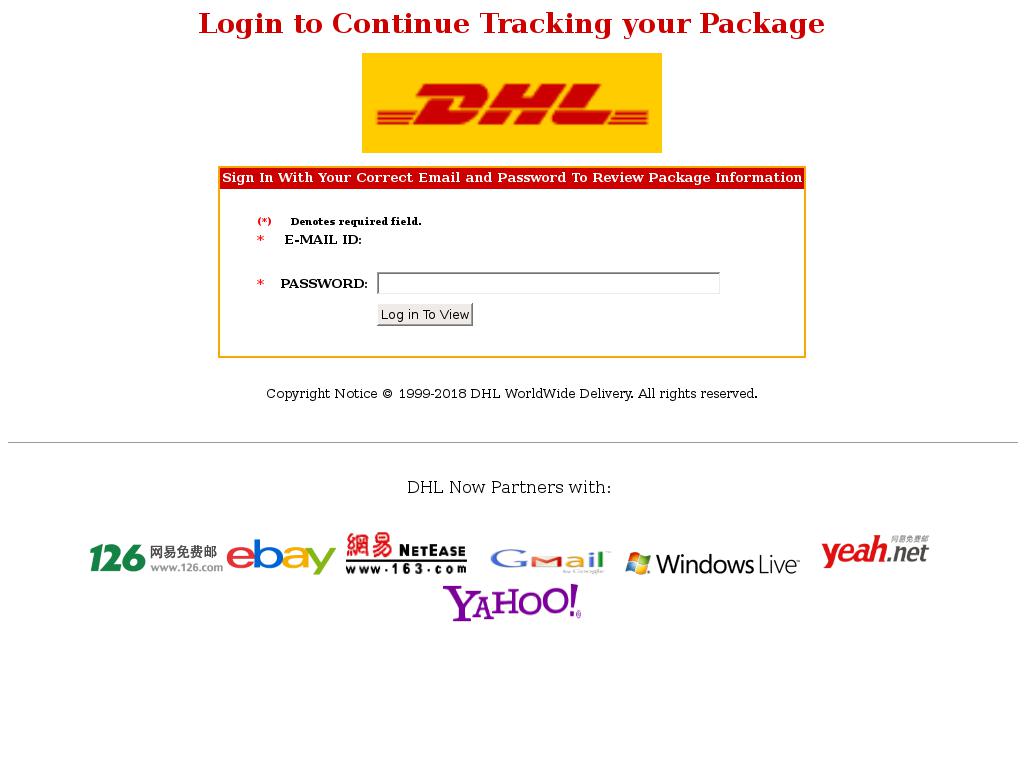 Login to Continue Tracking your Package
DHL
Sign In With Your Correct Email and Password To Review Package Information
(*) Denotes required field.
* E-MAIL ID:
* PASSWORD:
Log in To View
Copyright Notice © 1999-2018 DHL WorldWide Delivery. All rights reserved.
DHL Now Partners with:
126 网易免费邮
www.126.com
ebay
網易 NETEASE
www.163.com
Gmail
by Google
Windows Live™
yeah.net 网易免费邮
YAHOO!®